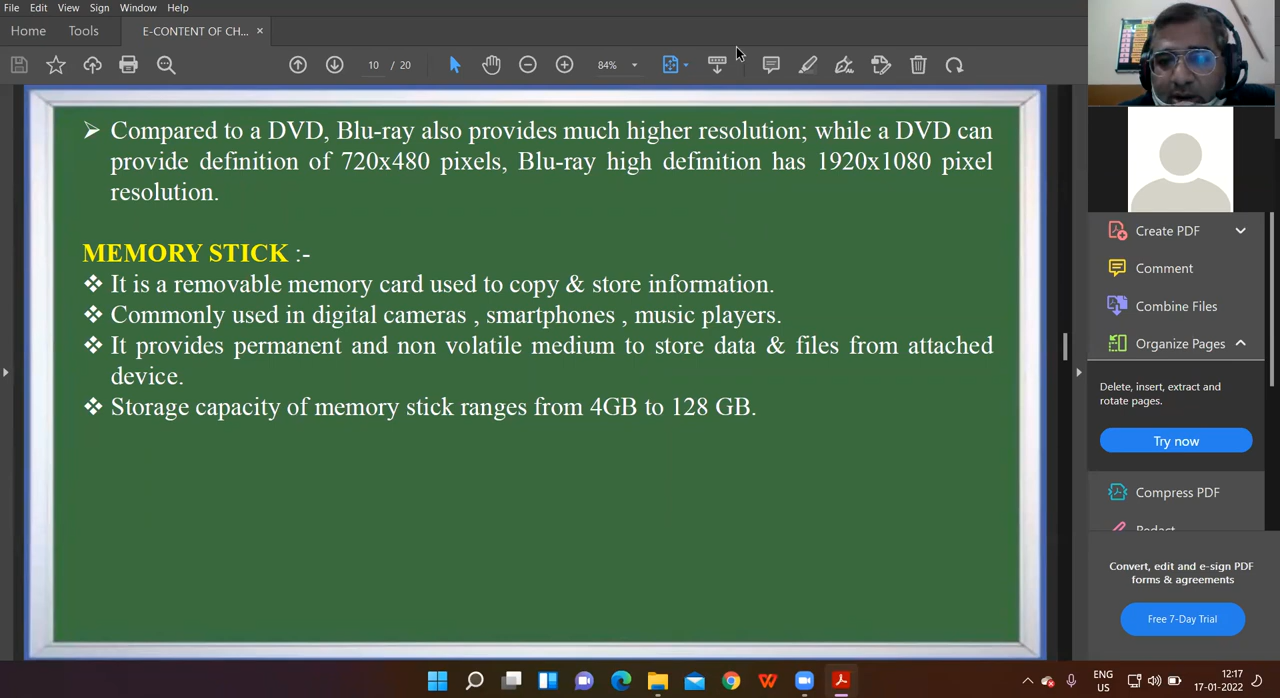 File Edit View Sign Window Help
Home Tools E-CONTENT OF CH... ×
10 / 20 84%
➢ Compared to a DVD, Blu-ray also provides much higher resolution; while a DVD can
provide definition of 720x480 pixels, Blu-ray high definition has 1920x1080 pixel
resolution.
MEMORY STICK :-
❖ It is a removable memory card used to copy & store information.
❖ Commonly used in digital cameras , smartphones , music players.
❖ It provides permanent and non volatile medium to store data & files from attached
device.
❖ Storage capacity of memory stick ranges from 4GB to 128 GB.
Create PDF
Comment
Combine Files
Organize Pages
Delete, insert, extract and
rotate pages.
Try now
Compress PDF
Redact
Convert, edit and e-sign PDF
forms & agreements
Free 7-Day Trial
ENG
US
12:17
17-01-2022